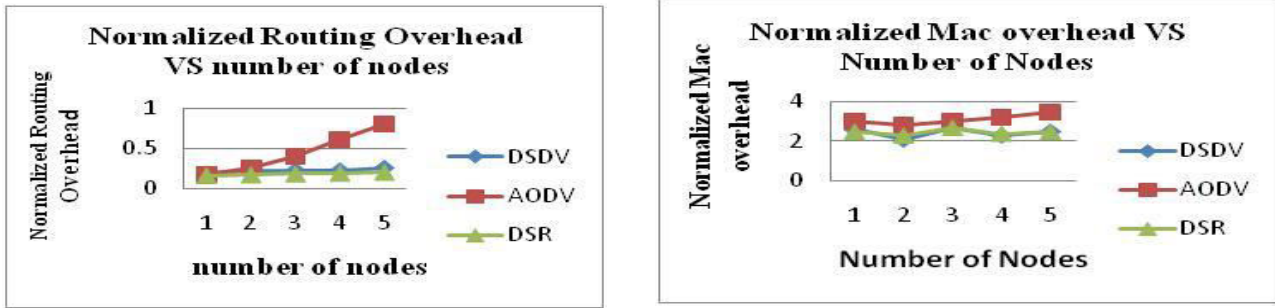 Normalized Routing Overhead
VS number of nodes
Normalized Routing
Overhead
1
0.5
0
1 2 3 4 5
number of nodes
DSDV
AODV
DSR
Normalized Mac overhead VS
Number of Nodes
Normalized Mac
overhead
4
2
0
1 2 3 4 5
Number of Nodes
DSDV
AODV
DSR